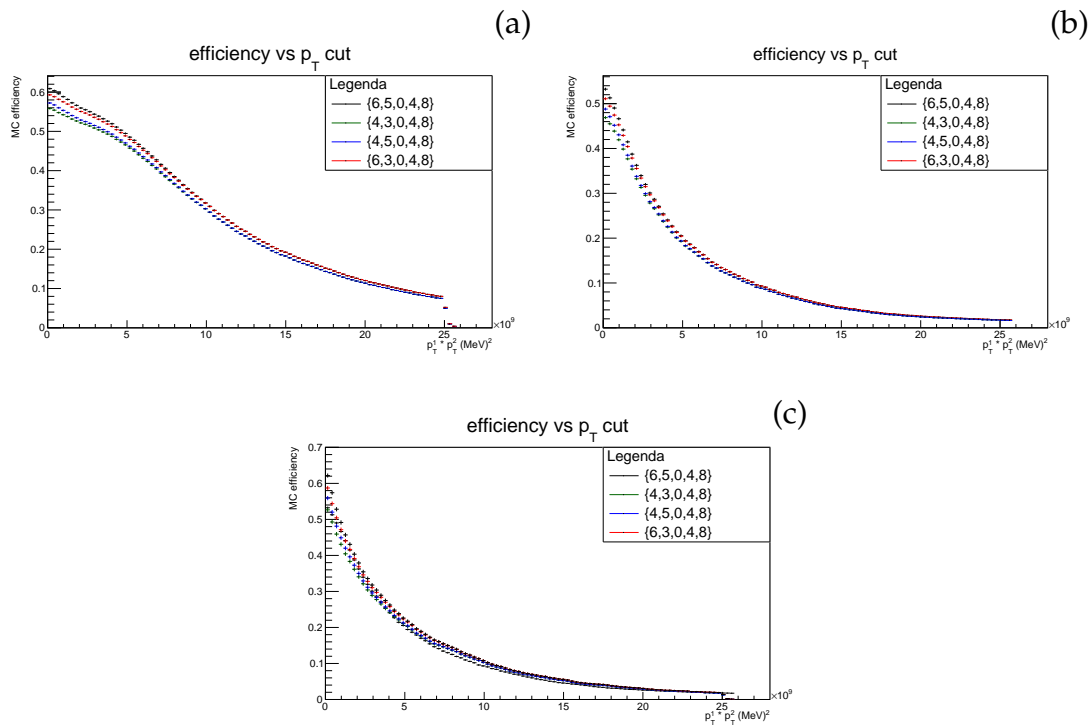 (a)
efficiency vs p_T cut
MC efficiency
Legenda
{6,5,0,4,8}
{4,3,0,4,8}
{4,5,0,4,8}
{6,3,0,4,8}
0.6
0.5
0.4
0.3
0.2
0.1
0
0 5 10 15 20 25
×10^9
p_T^1 * p_T^2 (MeV)^2
(b)
efficiency vs p_T cut
MC efficiency
Legenda
{6,5,0,4,8}
{4,3,0,4,8}
{4,5,0,4,8}
{6,3,0,4,8}
0.5
0.4
0.3
0.2
0.1
0
0 5 10 15 20 25
×10^9
p_T^1 * p_T^2 (MeV)^2
(c)
efficiency vs p_T cut
MC efficiency
Legenda
{6,5,0,4,8}
{4,3,0,4,8}
{4,5,0,4,8}
{6,3,0,4,8}
0.7
0.6
0.5
0.4
0.3
0.2
0.1
0
0 5 10 15 20 25
×10^9
p_T^1 * p_T^2 (MeV)^2